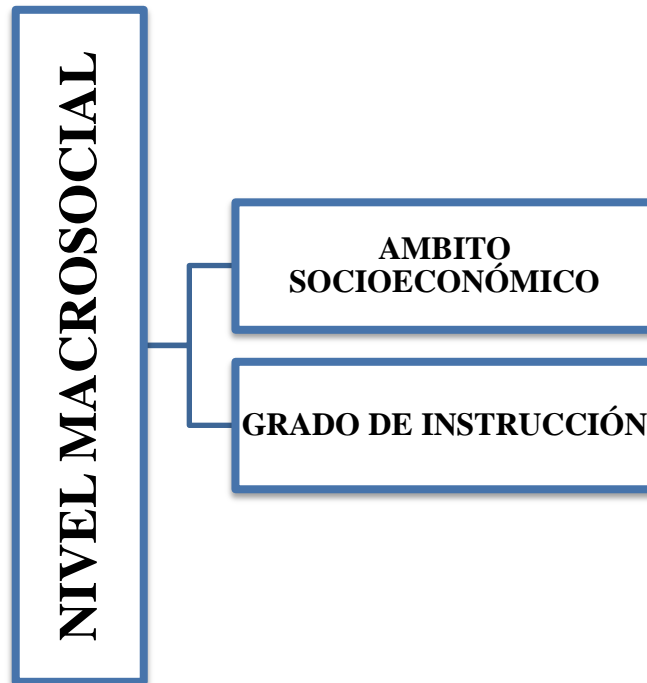 NIVEL MACROSOCIAL
AMBITO
SOCIOECONÓMICO
GRADO DE INSTRUCCIÓN